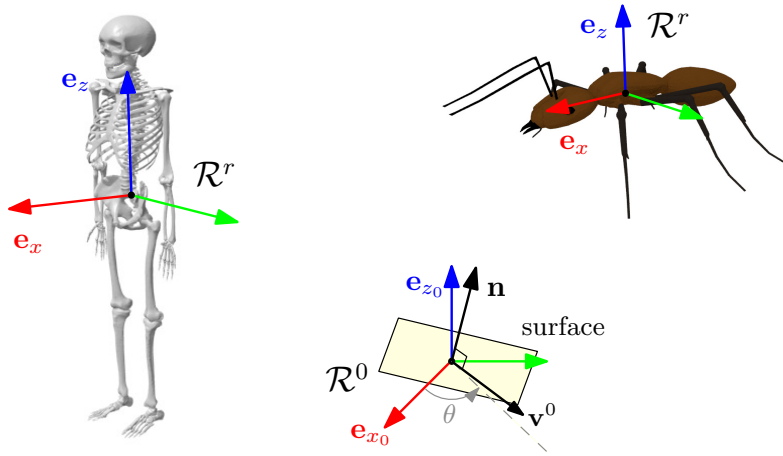 e_z
R^r
e_x
e_z
R^r
e_x
e_{z_0}
n
surface
R^0
e_{x_0}
θ
v^0